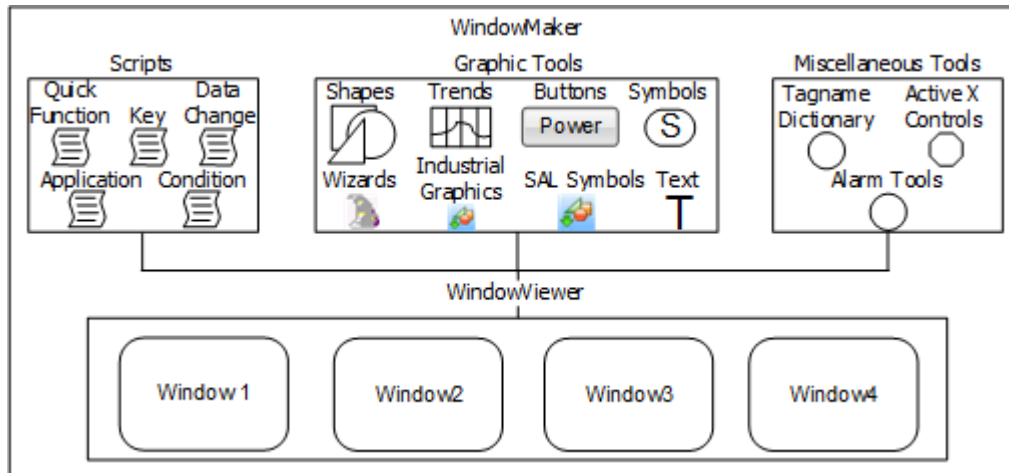 WindowMaker
Scripts
Graphic Tools
Miscellaneous Tools
Quick Function
Key
Data Change
Application
Condition
Shapes
Trends
Buttons
Symbols
Power
S
Wizards
Industrial Graphics
SAL Symbols
Text
T
Tagname Dictionary
Active X Controls
Alarm Tools
WindowViewer
Window 1
Window2
Window3
Window4